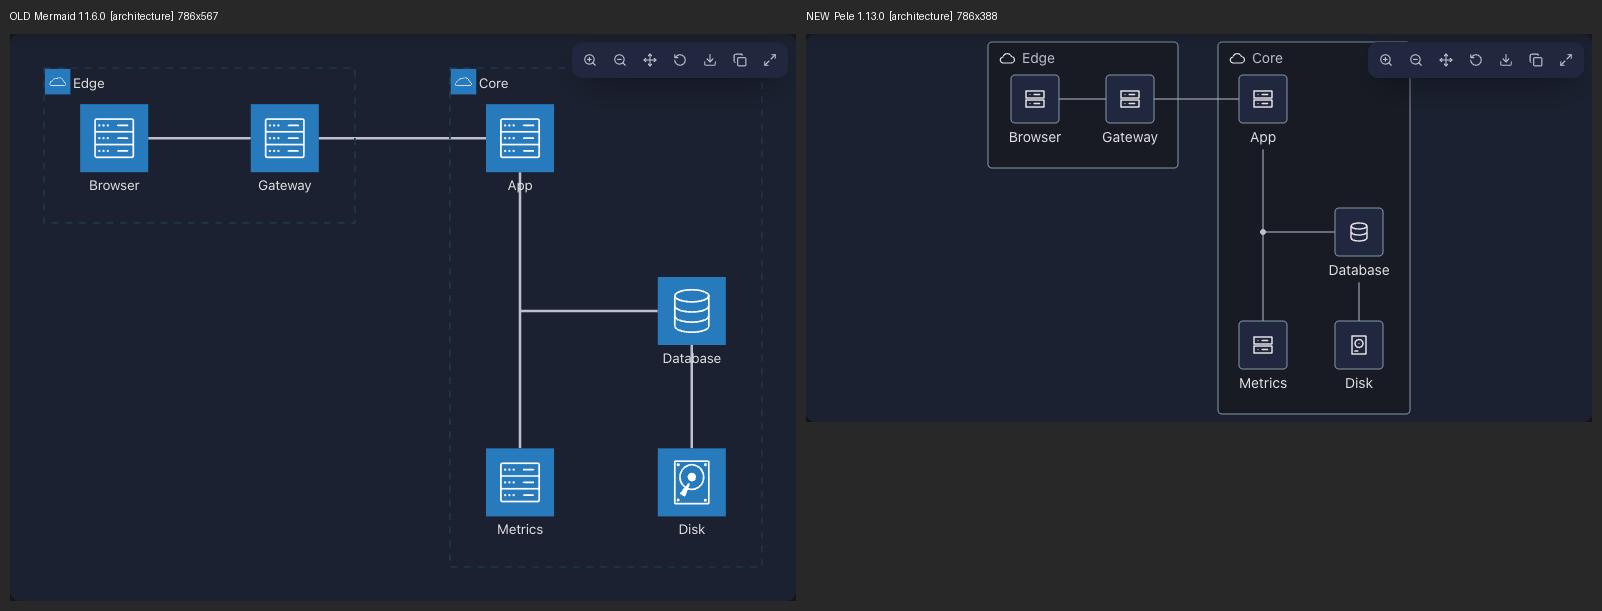 OLD Mermaid 11.6.0 [architecture] 786x567
Edge
Core
Browser
Gateway
App
Database
Metrics
Disk
NEW Pele 1.13.0 [architecture] 786x388
Edge
Core
Browser
Gateway
App
Database
Metrics
Disk